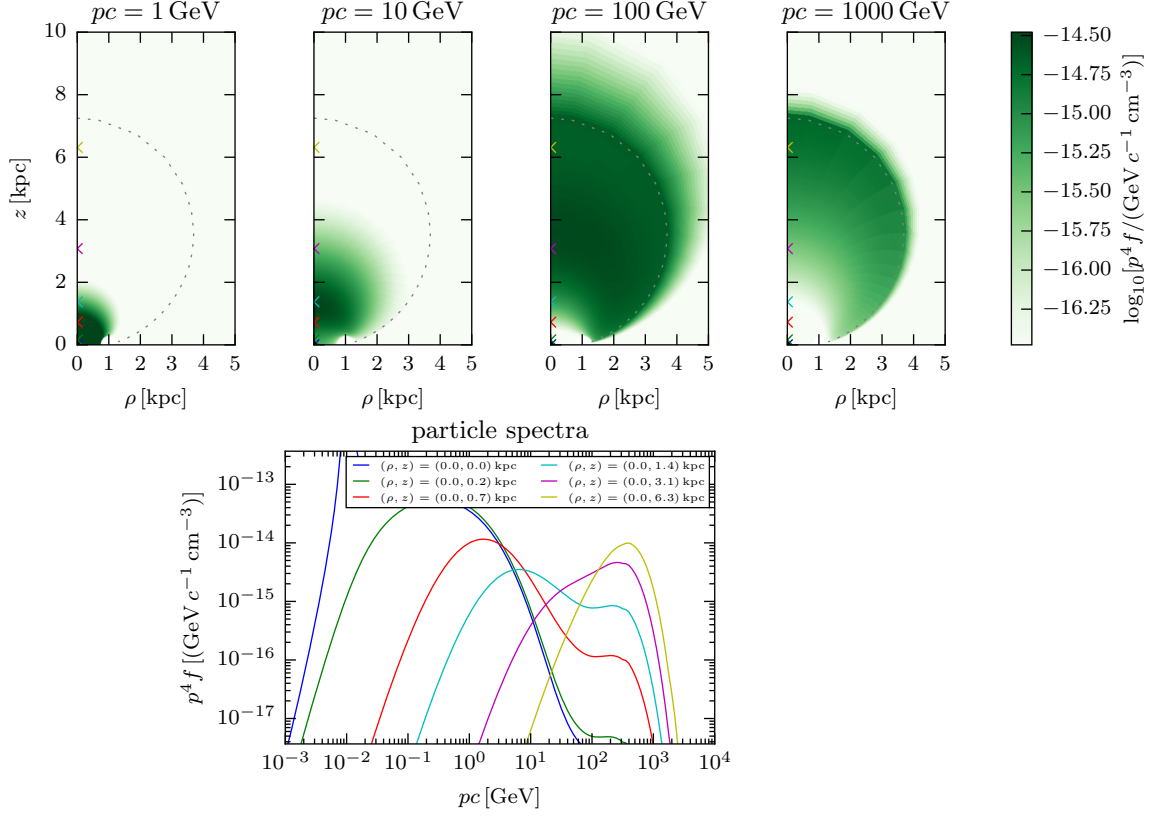 pc = 1 GeV
pc = 10 GeV
pc = 100 GeV
pc = 1000 GeV
10
8
6
4
2
0
z [kpc]
0 1 2 3 4 5
0 1 2 3 4 5
0 1 2 3 4 5
0 1 2 3 4 5
ρ [kpc]
ρ [kpc]
ρ [kpc]
ρ [kpc]
−14.50
−14.75
−15.00
−15.25
−15.50
−15.75
−16.00
−16.25
log₁₀[p⁴f/(GeV c⁻¹ cm⁻³)]
particle spectra
(ρ, z) = (0.0, 0.0) kpc
(ρ, z) = (0.0, 0.2) kpc
(ρ, z) = (0.0, 0.7) kpc
(ρ, z) = (0.0, 1.4) kpc
(ρ, z) = (0.0, 3.1) kpc
(ρ, z) = (0.0, 6.3) kpc
10⁻¹³
10⁻¹⁴
10⁻¹⁵
10⁻¹⁶
10⁻¹⁷
p⁴f [(GeV c⁻¹ cm⁻³)]
10⁻³ 10⁻² 10⁻¹ 10⁰ 10¹ 10² 10³ 10⁴
pc [GeV]